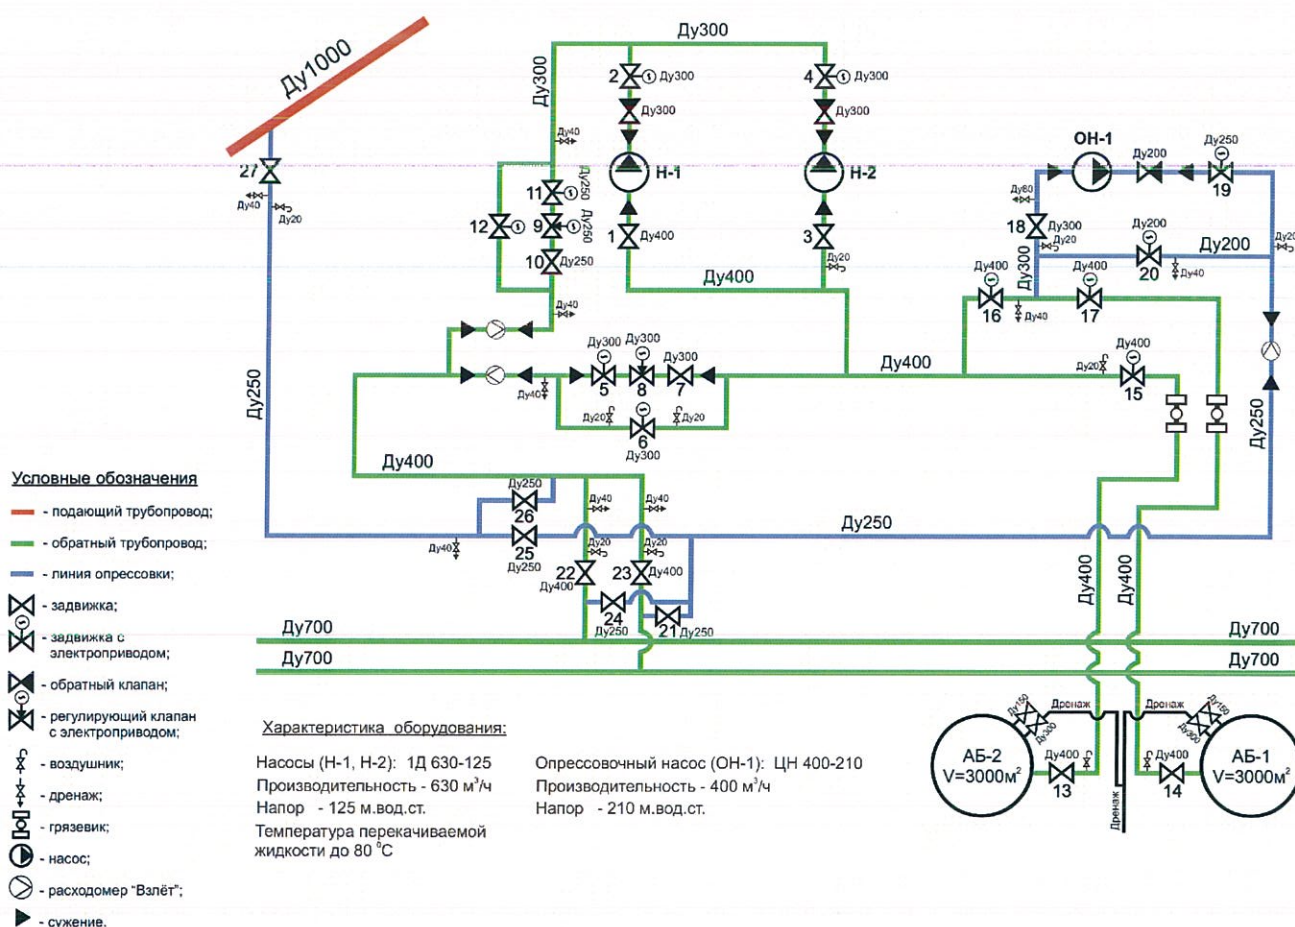 Ду1000
Ду300
Ду300
2
Ду300
4
Ду300
Ду300
Ду300
Ду40
Н-1
Н-2
ОН-1
Ду200
Ду250
19
27
Ду40
Ду20
11
Ду250
12
9
Ду250
10
Ду250
1
Ду400
3
Ду20
Ду80
18
Ду300
Ду20
Ду200
20
Ду200
Ду20
Ду40
Ду400
Ду300
Ду400
16
Ду40
17
Ду400
Ду40
Ду250
Ду300
Ду300
Ду300
5
8
7
Ду40
Ду20
Ду20
6
Ду300
Ду400
Ду20
Ду400
15
Ду250
Ду400
Ду250
26
Ду40
Ду40
Ду250
Ду40
25
Ду250
Ду20
Ду20
22
Ду400
23
Ду400
24
Ду250
21
Ду250
Ду400
Ду400
Ду700
Ду700
Ду700
Ду700
Условные обозначения
- подающий трубопровод;
- обратный трубопровод;
- линия опрессовки;
- задвижка;
- задвижка с
электроприводом;
- обратный клапан;
- регулирующий клапан
с электроприводом;
- воздушник;
- дренаж;
- грязевик;
- насос;
- расходомер "Взлёт";
- сужение.
Характеристика оборудования:
Насосы (Н-1, Н-2): 1Д 630-125
Производительность - 630 м³/ч
Напор - 125 м.вод.ст.
Температура перекачиваемой
жидкости до 80 ⁰С
Опрессовочный насос (ОН-1): ЦН 400-210
Производительность - 400 м³/ч
Напор - 210 м.вод.ст.
Ду150
Ду300
Дренаж
Дренаж
Ду150
Ду300
АБ-2
V=3000м²
Ду400
13
Дренаж
Ду400
14
АБ-1
V=3000м²